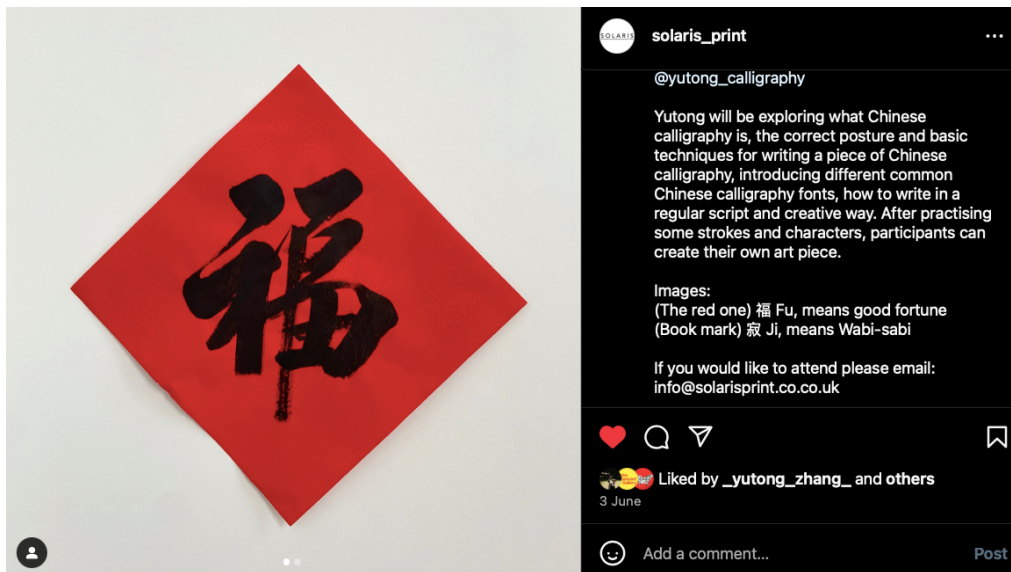 福
SOLARIS
solaris_print
@yutong_calligraphy
Yutong will be exploring what Chinese
calligraphy is, the correct posture and basic
techniques for writing a piece of Chinese
calligraphy, introducing different common
Chinese calligraphy fonts, how to write in a
regular script and creative way. After practising
some strokes and characters, participants can
create their own art piece.
Images:
(The red one) 福 Fu, means good fortune
(Book mark) 寂 Ji, means Wabi-sabi
If you would like to attend please email:
info@solarisprint.co.co.uk
Liked by _yutong_zhang_ and others
3 June
Add a comment...
Post